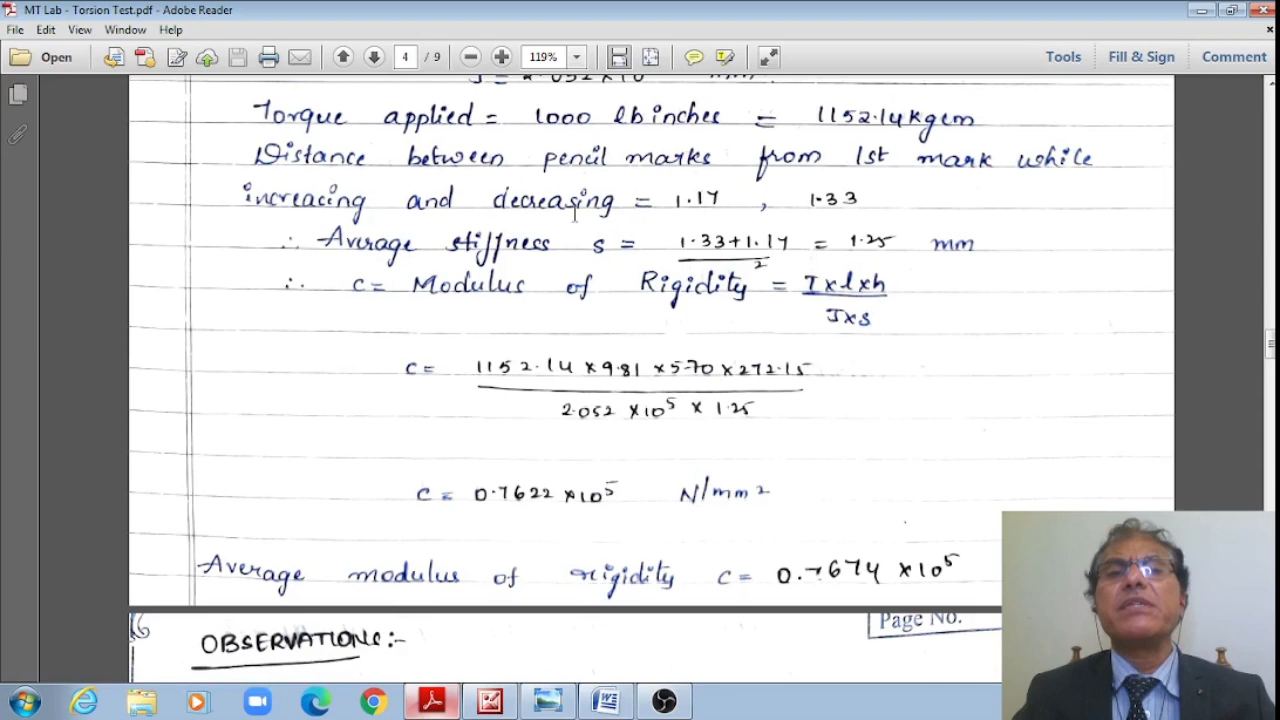 MT Lab - Torsion Test.pdf - Adobe Reader
File Edit View Window Help
Open 4 / 9 119% Tools Fill & Sign Comment
Torque applied = 1000 lb inches = 1152.14 Kgcm
Distance between pencil marks from 1st mark while
increasing and decreasing = 1.17 , 1.33
∴ Average stiffness s = 1.33+1.17 / 2 = 1.25 mm
∴ C = Modulus of Rigidity = T×l×h / J×s
C = 1152.14 × 9.81 × 5.70 × 272.15
2.052 × 10⁵ × 1.25
C = 0.7622 × 10⁵ N/mm²
Average modulus of rigidity C = 0.7674 × 10⁵
OBSERVATIONS:-
Page No.